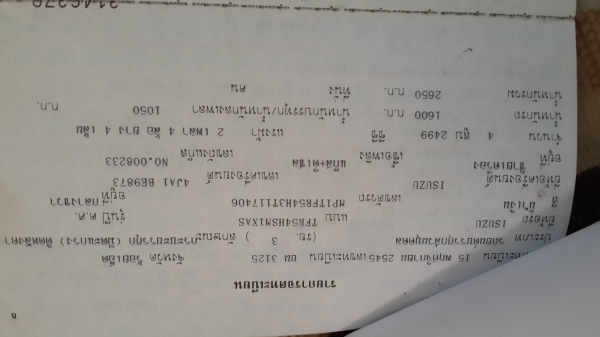 8
รายการจดทะเบียน
จดทะเบียน 15 พฤศจิกายน 2545 เลขทะเบียน บน 3125 จังหวัด ร้อยเอ็ด
ประเภท รถยนต์บรรทุกส่วนบุคคล (รย. 3 ) ลักษณะ กระบะบรรทุก
ยี่ห้อรถ ISUZU แบบ TFR54HSM1XAS รุ่นปี ค.ศ.
สี น้ำเงิน เลขตัวรถ MP1TFR54H3T117406 อยู่ที่ กลางขวา
ยี่ห้อเครื่องยนต์ ISUZU เลขเครื่องยนต์ 4JA1 BE9873
อยู่ที่ ซ้ายเครื่อง เชื้อเพลิง แก๊ส+ดีเซล เลขถังแก๊ส NO.008233
จำนวน 4 สูบ 2499 ซีซี แรงม้า 2 เพลา 4 ล้อ ยาง 4 เส้น
น้ำหนักรถ 1600 ก.ก. น้ำหนักบรรทุก/น้ำหนักลงเพลา 1050 ก.ก.
น้ำหนักรวม 2650 ก.ก. ที่นั่ง คน